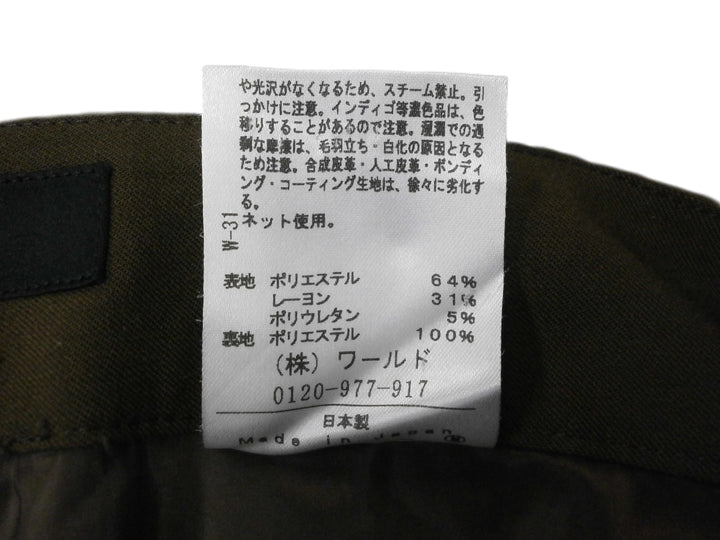 や光沢がなくなるため、スチーム禁止。引
っかけに注意。インディゴ等濃色品は、色
移りすることがあるので注意。湿潤での過
剰な摩擦は、毛羽立ち・白化の原因となる
ため注意。合成皮革・人工皮革・ボンディ
ング・コーティング生地は、徐々に劣化す
る。
ネット使用。
W-31
表地 ポリエステル 64%
レーヨン 31%
ポリウレタン 5%
裏地 ポリエステル 100%
(株) ワールド
0120-977-917
日本製
Made in Japan